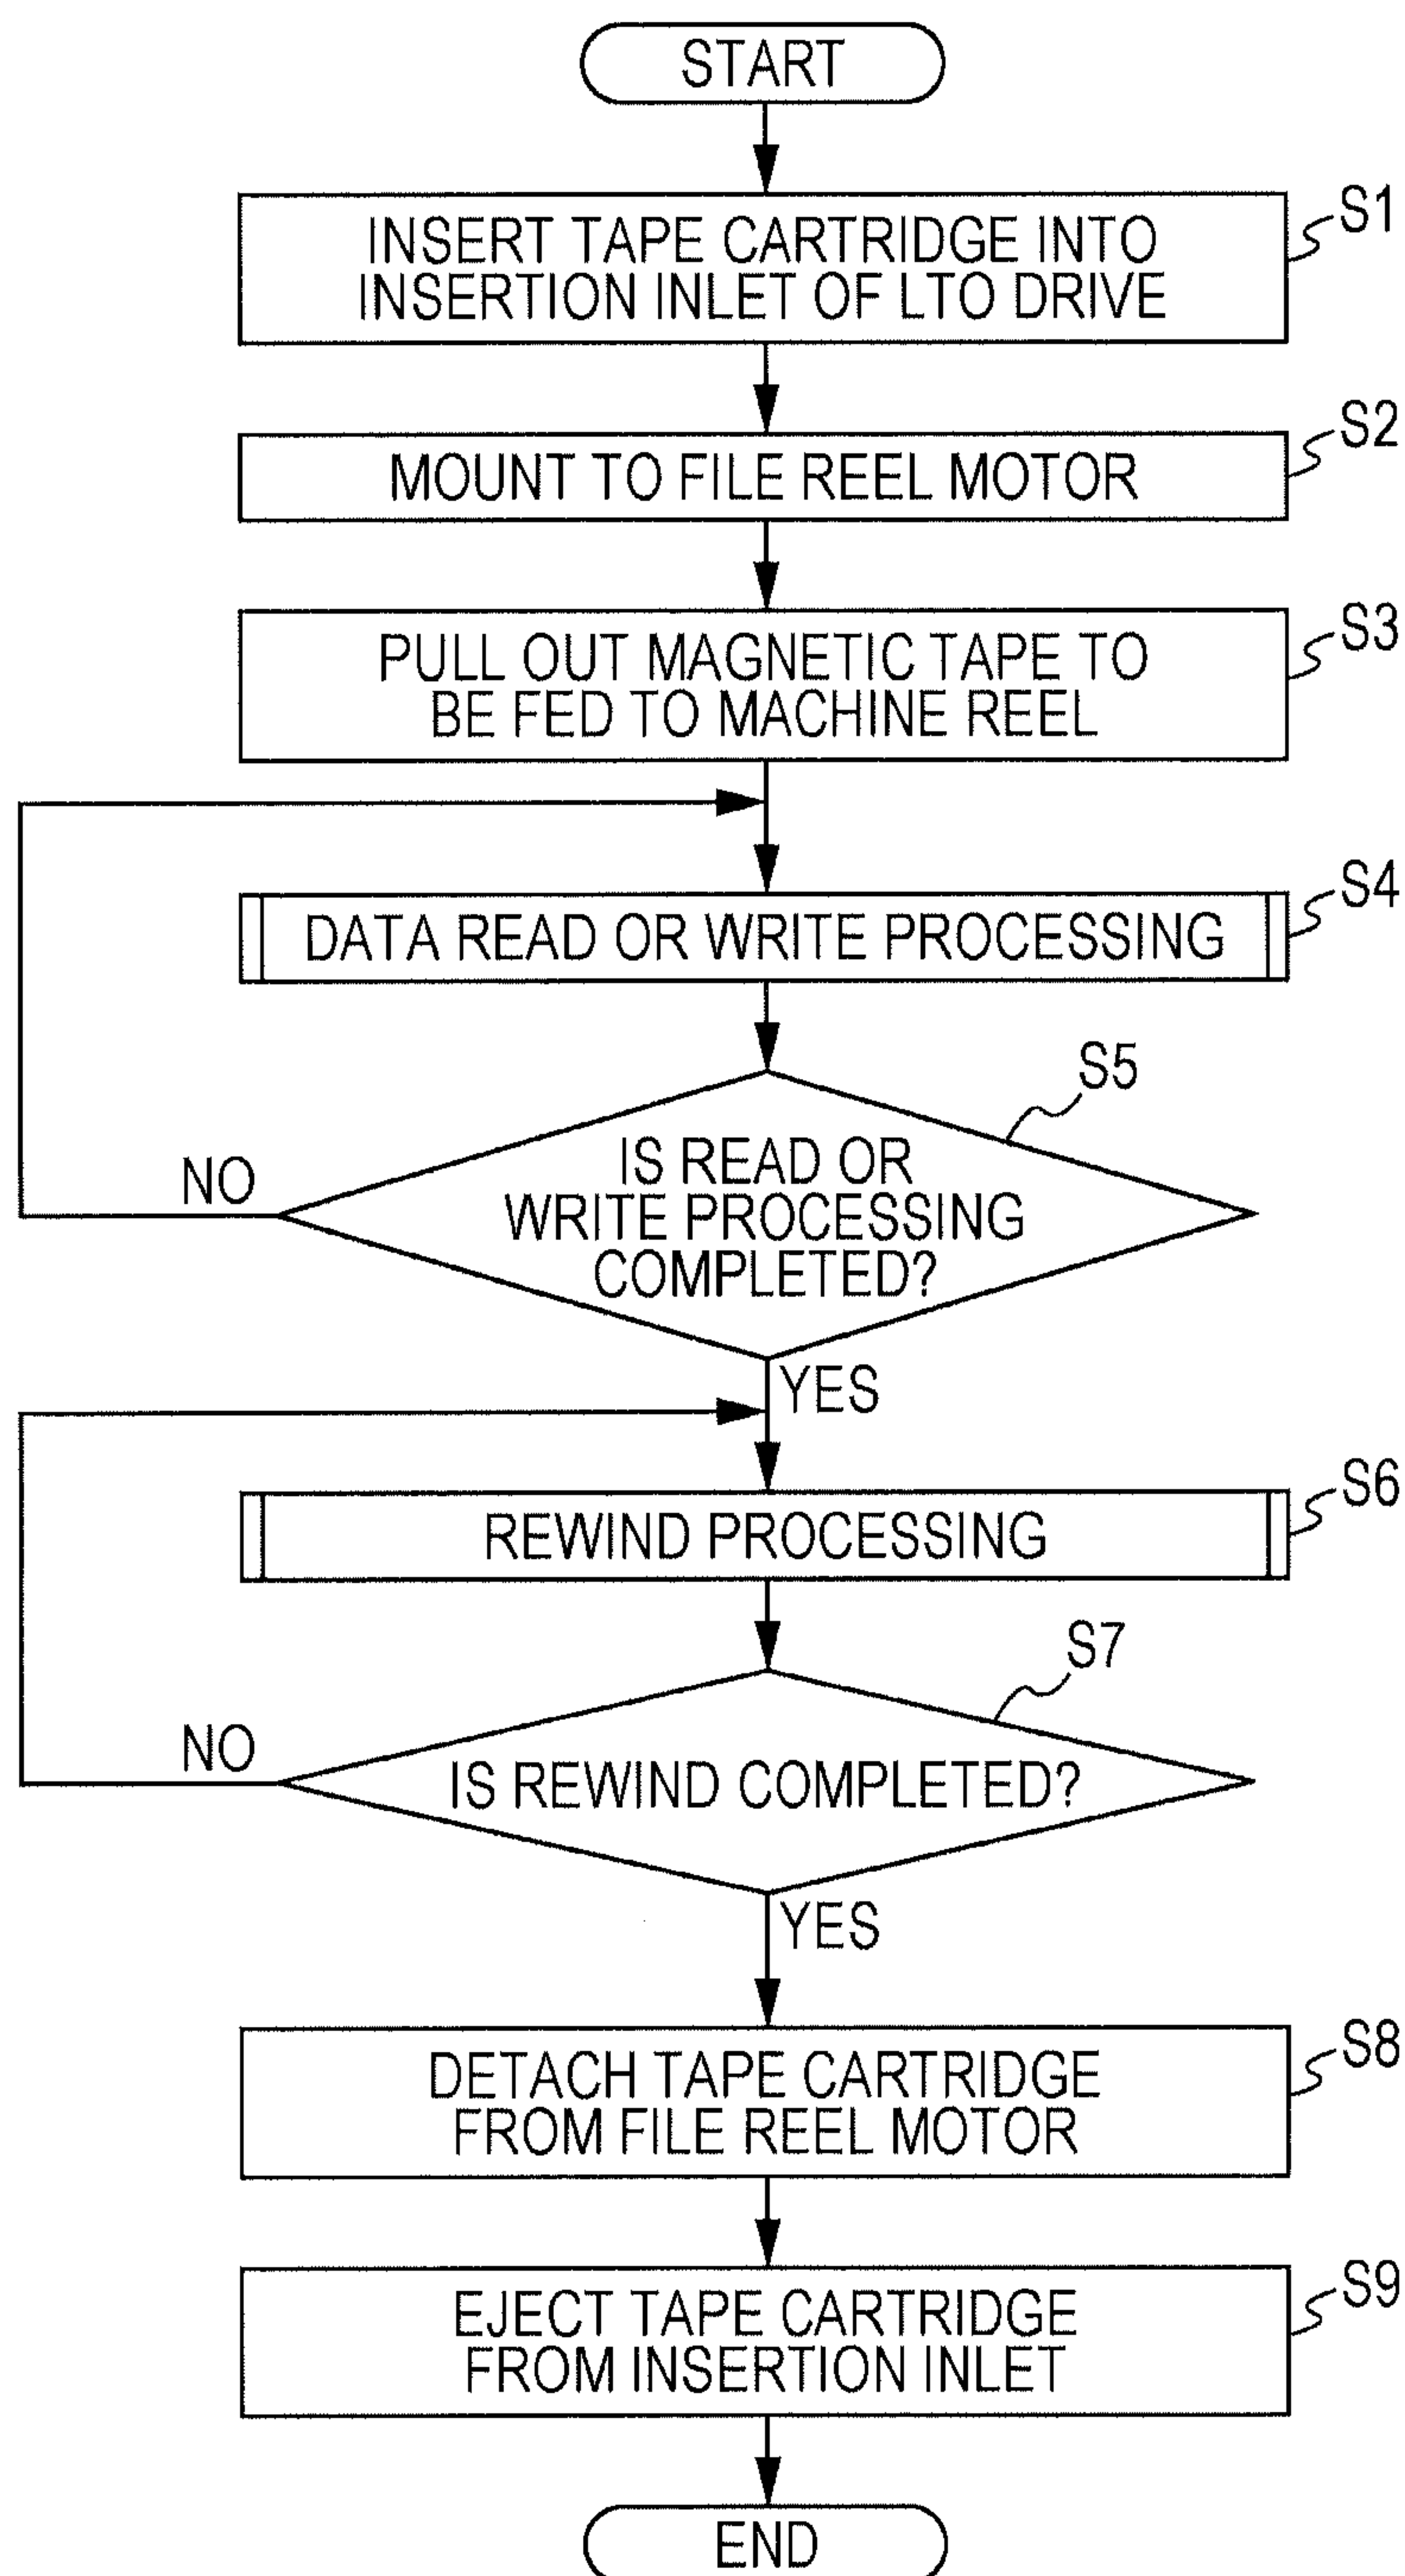 START
S1
INSERT TAPE CARTRIDGE INTO
INSERTION INLET OF LTO DRIVE
S2
MOUNT TO FILE REEL MOTOR
S3
PULL OUT MAGNETIC TAPE TO
BE FED TO MACHINE REEL
S4
DATA READ OR WRITE PROCESSING
S5
IS READ OR
WRITE PROCESSING
COMPLETED?
NO
YES
S6
REWIND PROCESSING
S7
IS REWIND COMPLETED?
NO
YES
S8
DETACH TAPE CARTRIDGE
FROM FILE REEL MOTOR
S9
EJECT TAPE CARTRIDGE
FROM INSERTION INLET
END